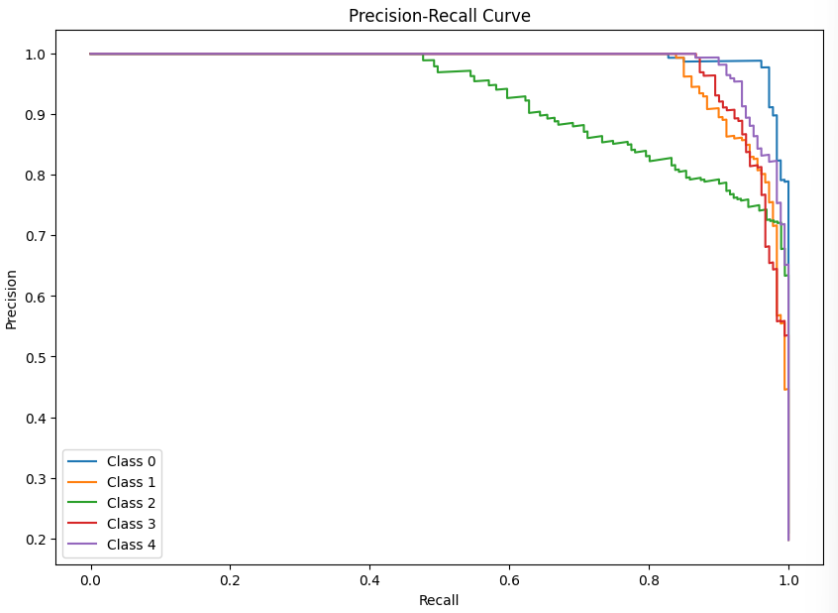 Precision-Recall Curve
1.0
0.9
0.8
0.7
0.6
0.5
0.4
0.3
0.2
Precision
Class 0
Class 1
Class 2
Class 3
Class 4
0.0 0.2 0.4 0.6 0.8 1.0
Recall